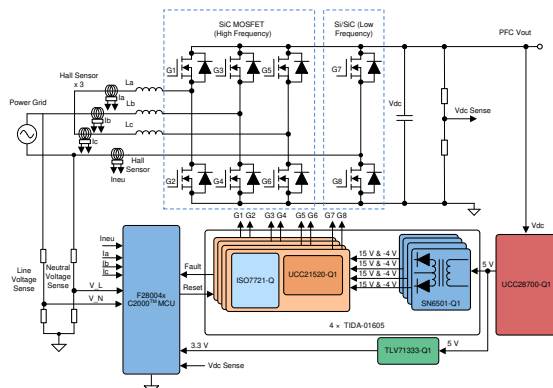 SiC MOSFET
(High Frequency)
Si/SiC (Low
Frequency)
PFC Vout
G1
G3
G5
G7
Hall Sensor
x 3
La
Lb
Lc
Power Grid
Ia
Ib
Ic
Hall
Sensor
Ineu
Vdc
Vdc Sense
G2
G4
G6
G8
G1 G2
G3 G4
G5 G6
G7 G8
Vdc
Ineu
Ia
Ib
Ic
Line
Voltage
Sense
Neutral
Voltage
Sense
V_L
V_N
F28004x
C2000™ MCU
Fault
Reset
ISO7721-Q
UCC21520-Q1
15 V & -4 V
15 V & -4 V
15 V & -4 V
15 V & -4 V
SN6501-Q1
5 V
UCC28700-Q1
4 × TIDA-01605
3.3 V
TLV71333-Q1
5 V
Vdc Sense